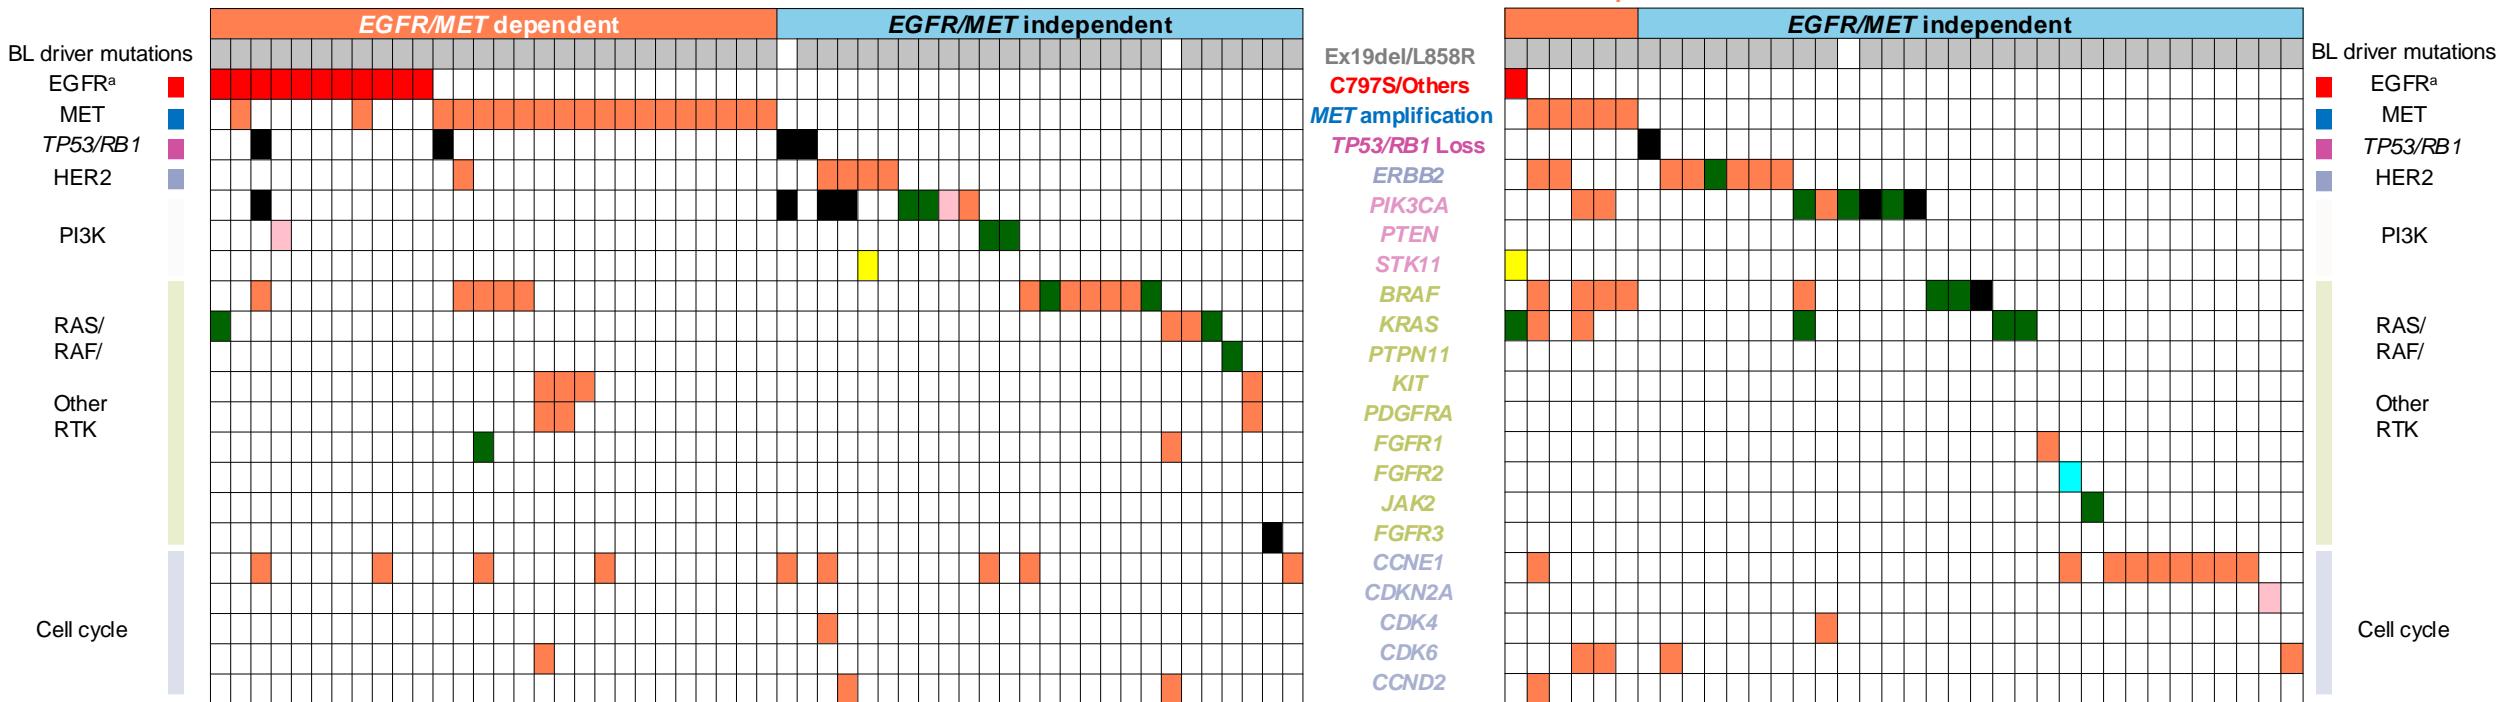 EGFR/MET dependent
EGFR/MET independent
EGFR/MET independent
BL driver mutations
EGFRᵃ
MET
TP53/RB1
HER2
PI3K
RAS/
RAF/
Other
RTK
Cell cycle
Ex19del/L858R
C797S/Others
MET amplification
TP53/RB1 Loss
ERBB2
PIK3CA
PTEN
STK11
BRAF
KRAS
PTPN11
KIT
PDGFRA
FGFR1
FGFR2
JAK2
FGFR3
CCNE1
CDKN2A
CDK4
CDK6
CCND2
BL driver mutations
EGFRᵃ
MET
TP53/RB1
HER2
PI3K
RAS/
RAF/
Other
RTK
Cell cycle